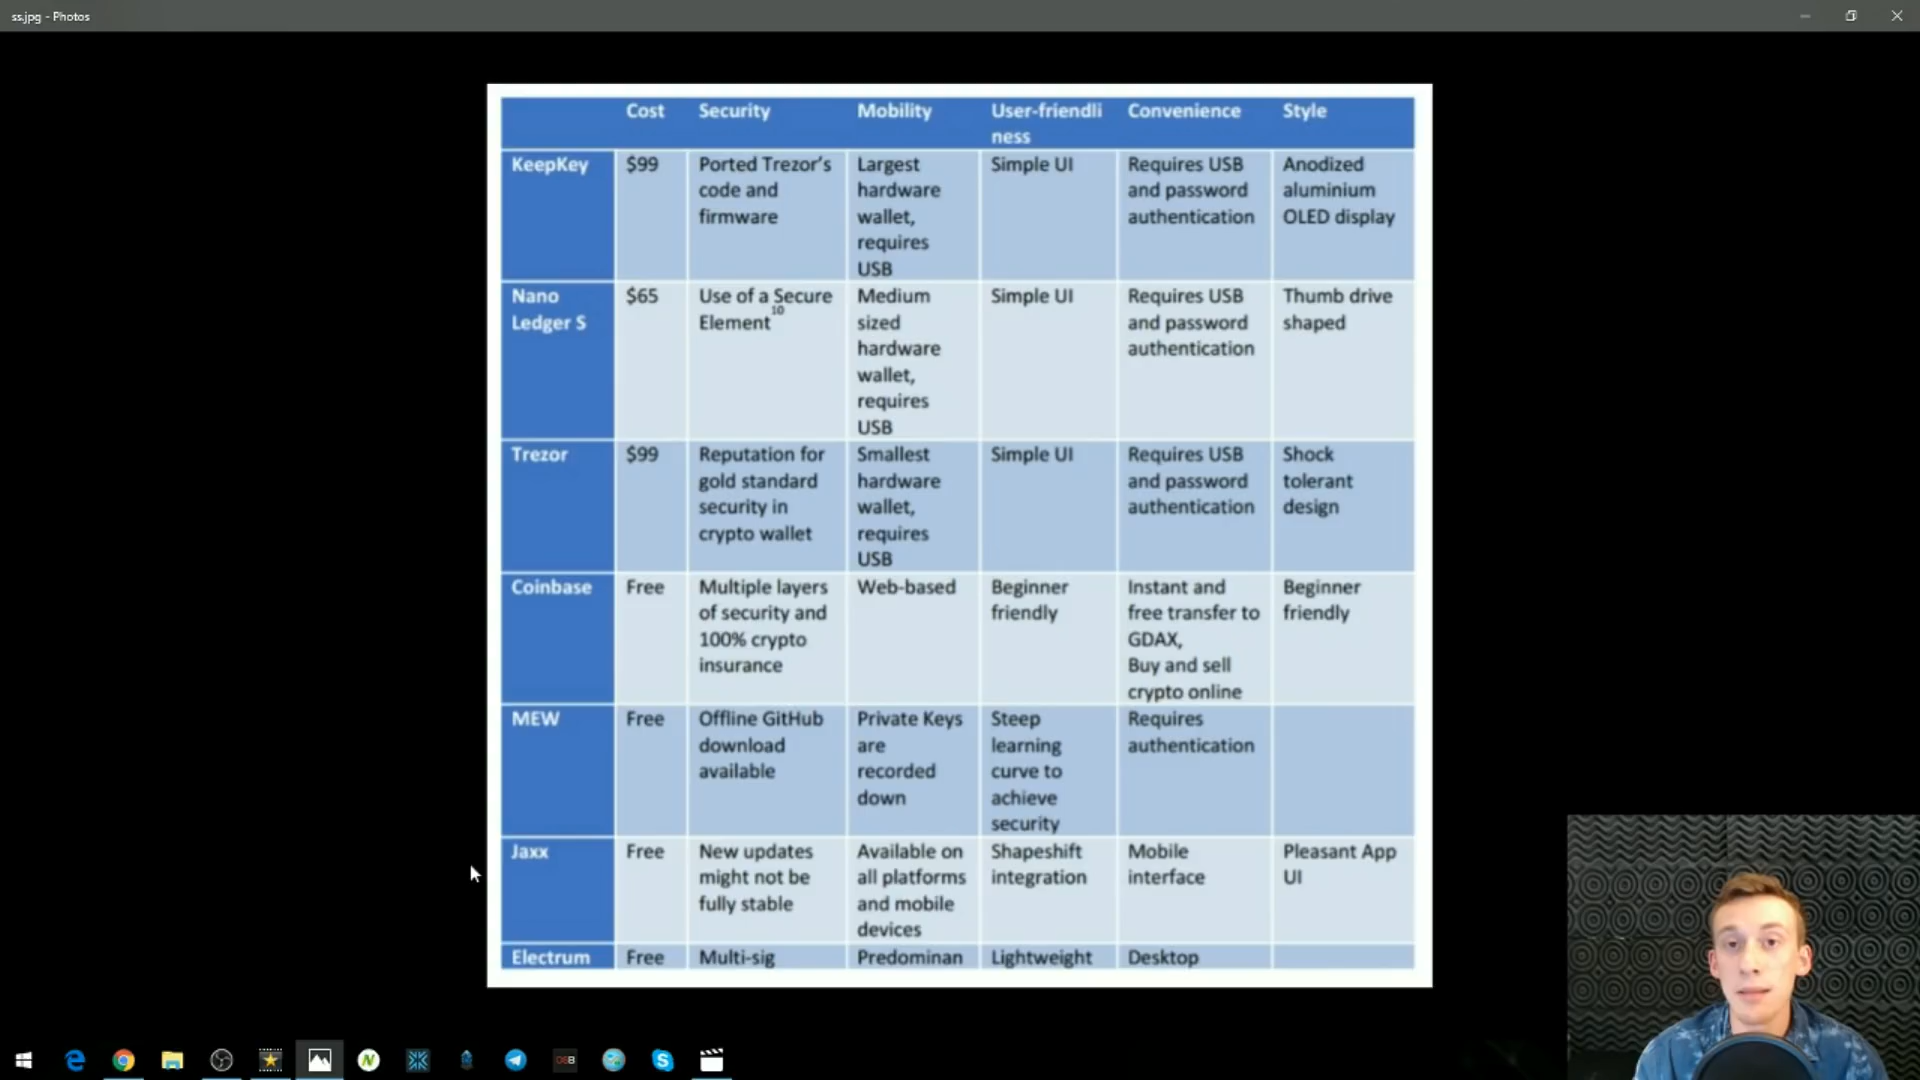 ss.jpg - Photos
Cost Security Mobility User-friendli Convenience Style
ness
KeepKey $99 Ported Trezor's Largest Simple UI Requires USB Anodized
code and hardware and password aluminium
firmware wallet, authentication OLED display
requires
USB
Nano $65 Use of a Secure Medium Simple UI Requires USB Thumb drive
Ledger S Element10 sized and password shaped
hardware authentication
wallet,
requires
USB
Trezor $99 Reputation for Smallest Simple UI Requires USB Shock
gold standard hardware and password tolerant
security in wallet, authentication design
crypto wallet requires
USB
Coinbase Free Multiple layers Web-based Beginner Instant and Beginner
of security and friendly free transfer to friendly
100% crypto GDAX,
insurance Buy and sell
crypto online
MEW Free Offline GitHub Private Keys Steep Requires
download are learning authentication
available recorded curve to
down achieve
security
Jaxx Free New updates Available on Shapeshift Mobile Pleasant App
might not be all platforms integration interface UI
fully stable and mobile
devices
Electrum Free Multi-sig Predominan Lightweight Desktop